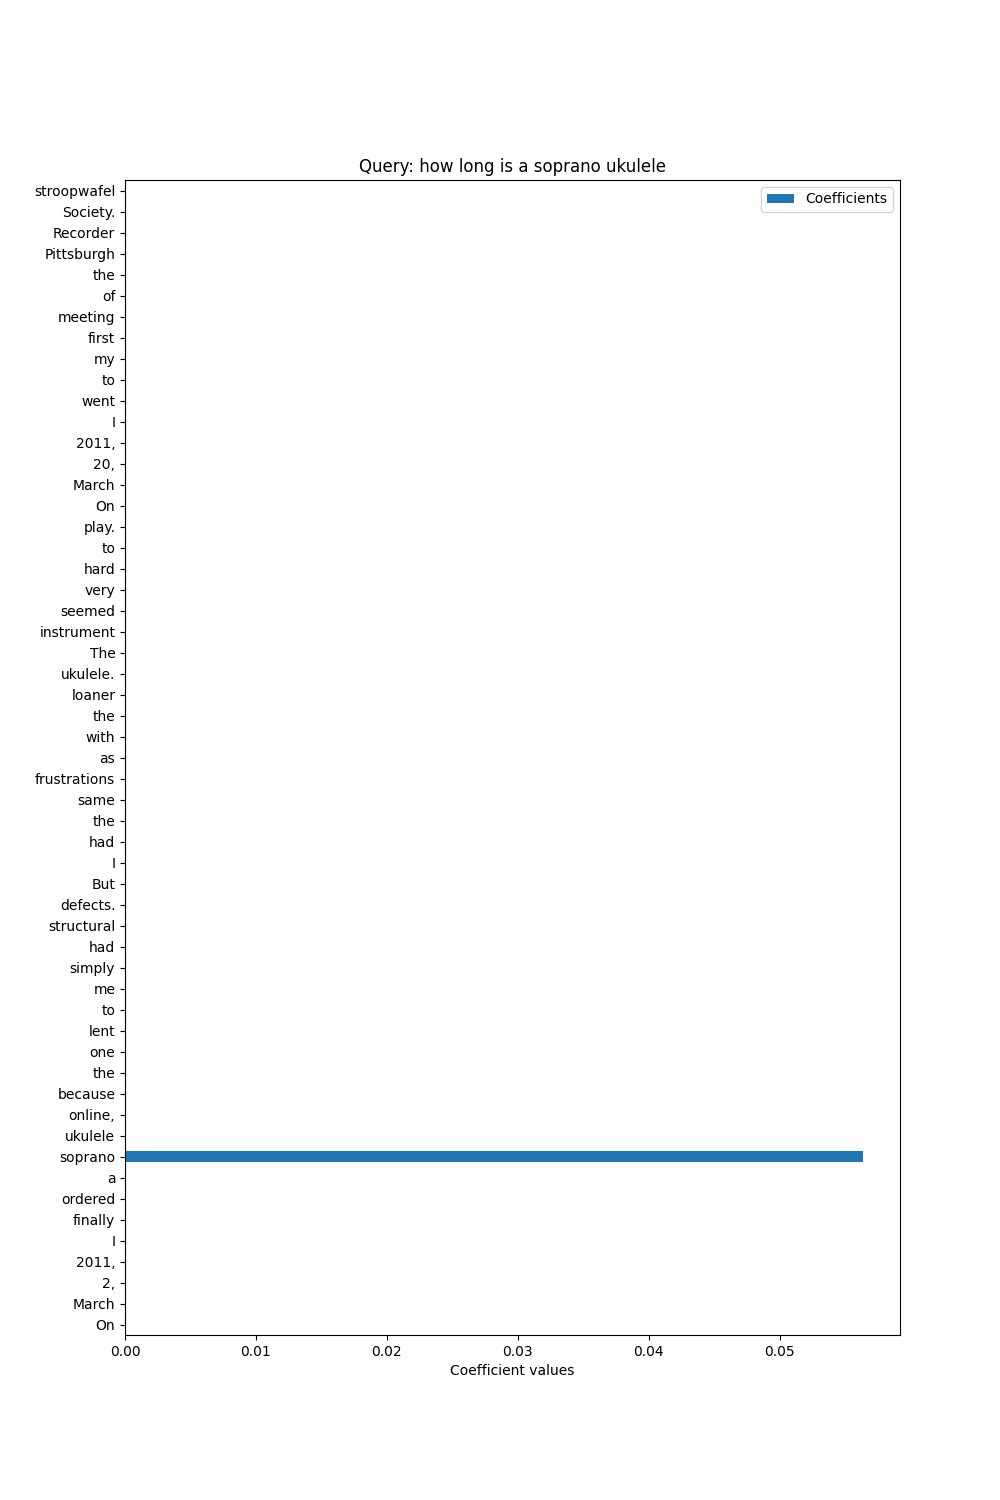 Query: how long is a soprano ukulele
Coefficients
stroopwafel
Society.
Recorder
Pittsburgh
the
of
meeting
first
my
to
went
I
2011,
20,
March
On
play.
to
hard
very
seemed
instrument
The
ukulele.
loaner
the
with
as
frustrations
same
the
had
I
But
defects.
structural
had
simply
me
to
lent
one
the
because
online,
ukulele
soprano
a
ordered
finally
I
2011,
2,
March
On
0.00 0.01 0.02 0.03 0.04 0.05
Coefficient values